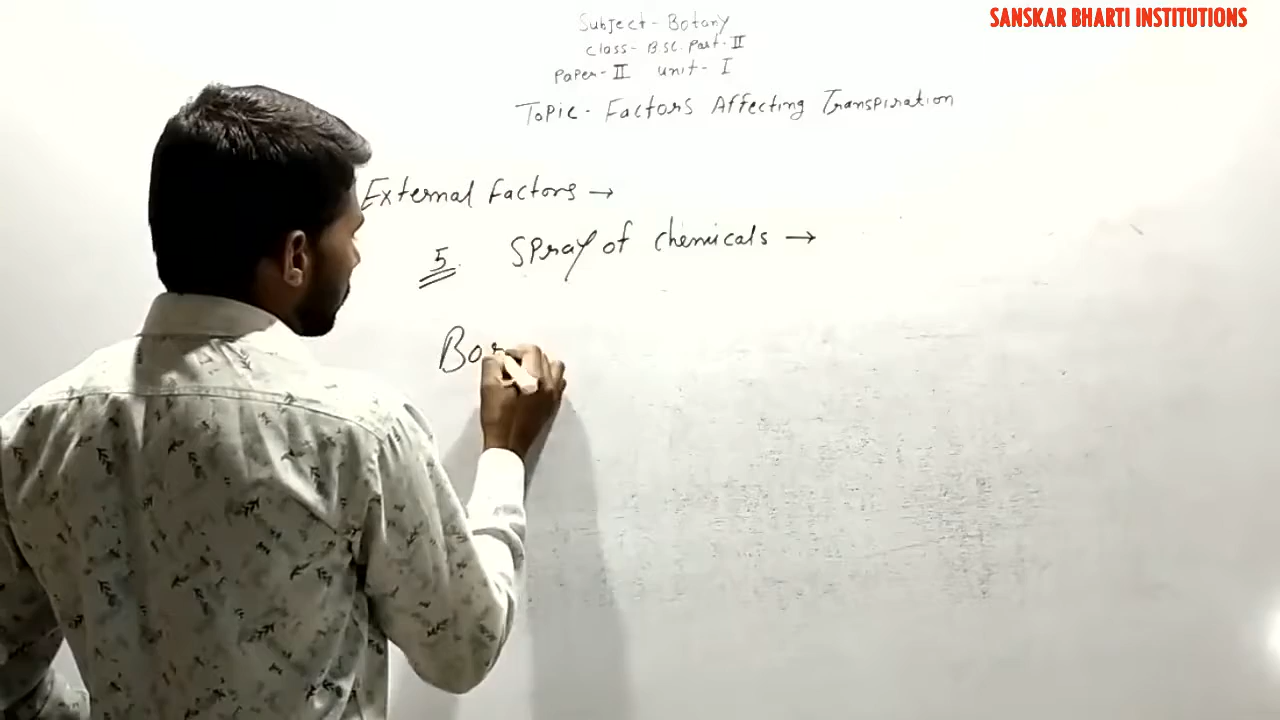 SANSKAR BHARTI INSTITUTIONS
Subject - Botany
Class - B.SC. Part - II
Paper - II Unit - I
Topic - Factors Affecting Transpiration
External Factors →
5. Spray of chemicals →
Bor